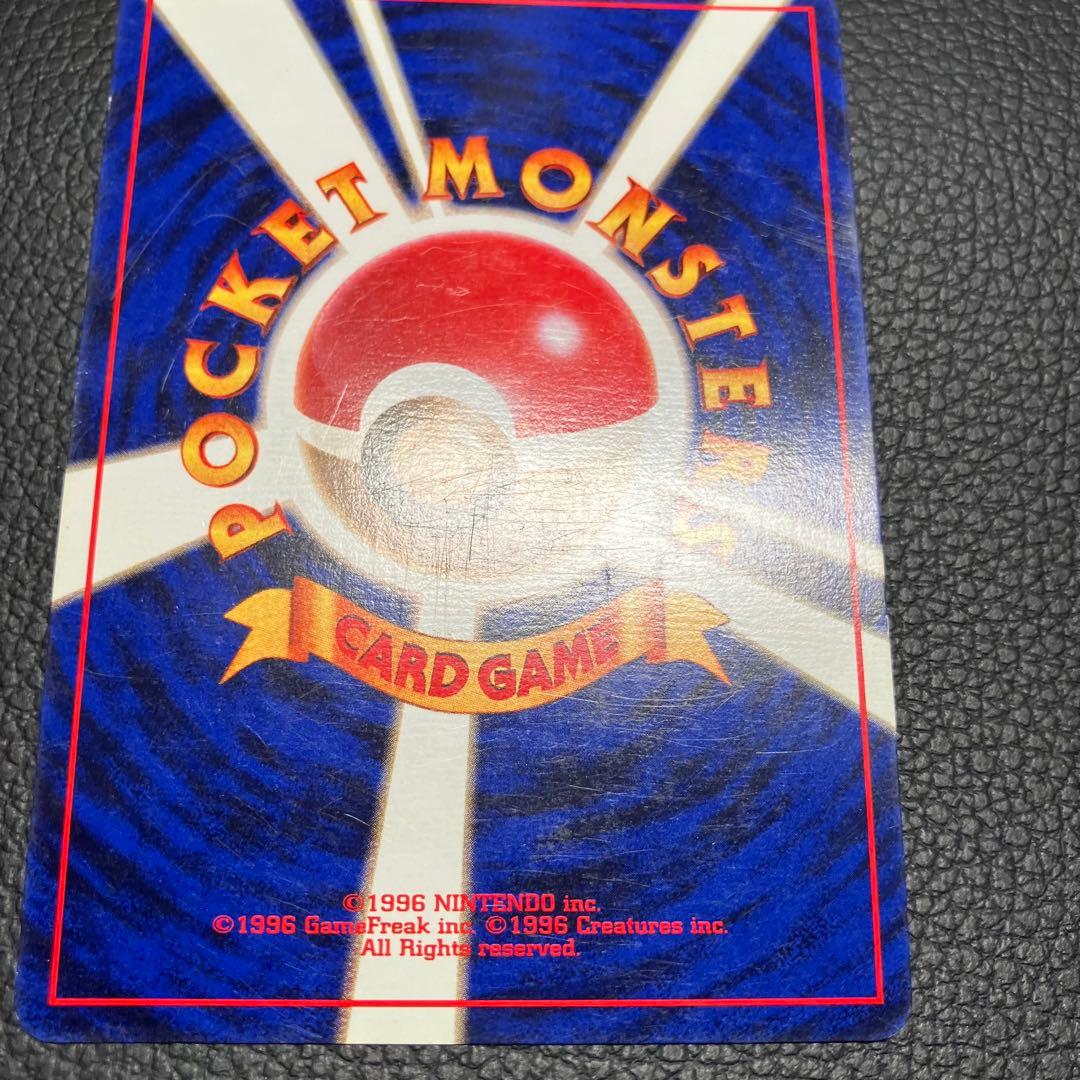 POCKET MONSTERS
CARD GAME
©1996 NINTENDO inc.
©1996 GameFreak inc. ©1996 Creatures inc.
All Rights reserved.